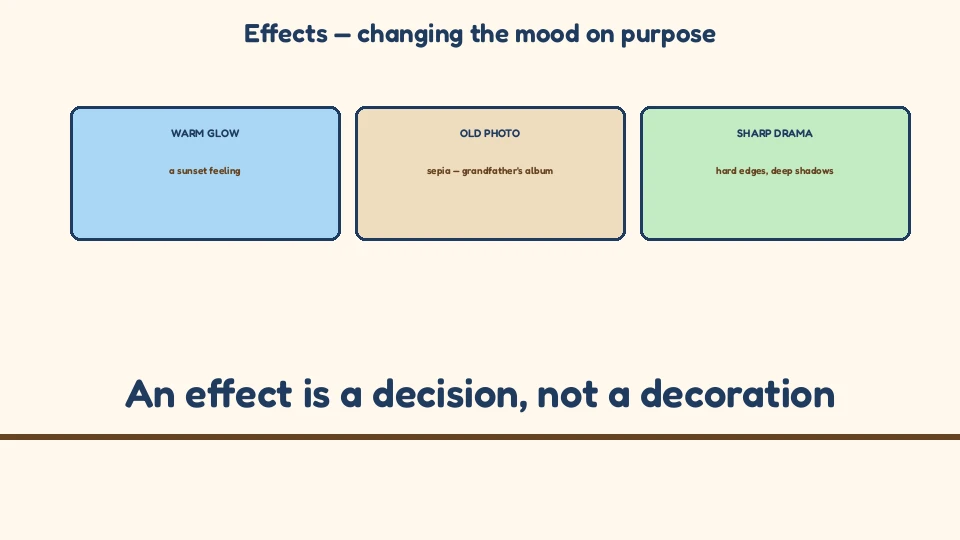 Effects — changing the mood on purpose
WARM GLOW
a sunset feeling
OLD PHOTO
sepia — grandfather's album
SHARP DRAMA
hard edges, deep shadows
An effect is a decision, not a decoration